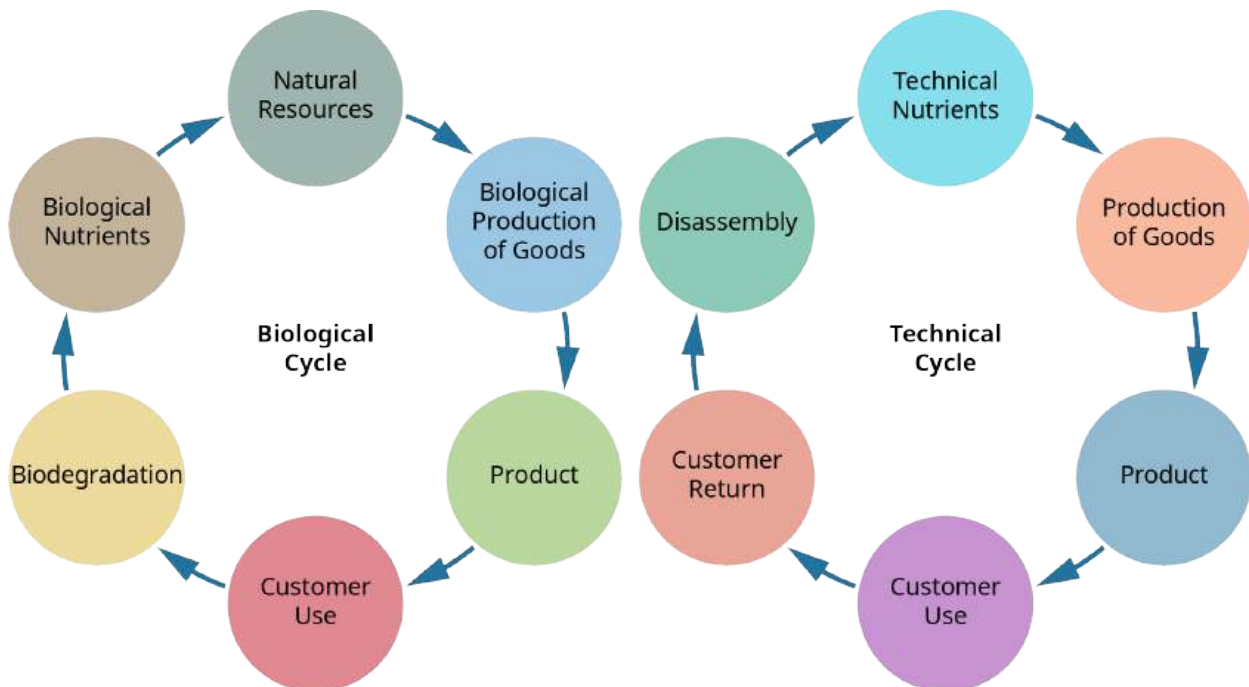 Natural
Resources
Biological
Production
of Goods
Product
Customer
Use
Biodegradation
Biological
Nutrients
Biological
Cycle
Technical
Nutrients
Production
of Goods
Product
Customer
Use
Customer
Return
Disassembly
Technical
Cycle